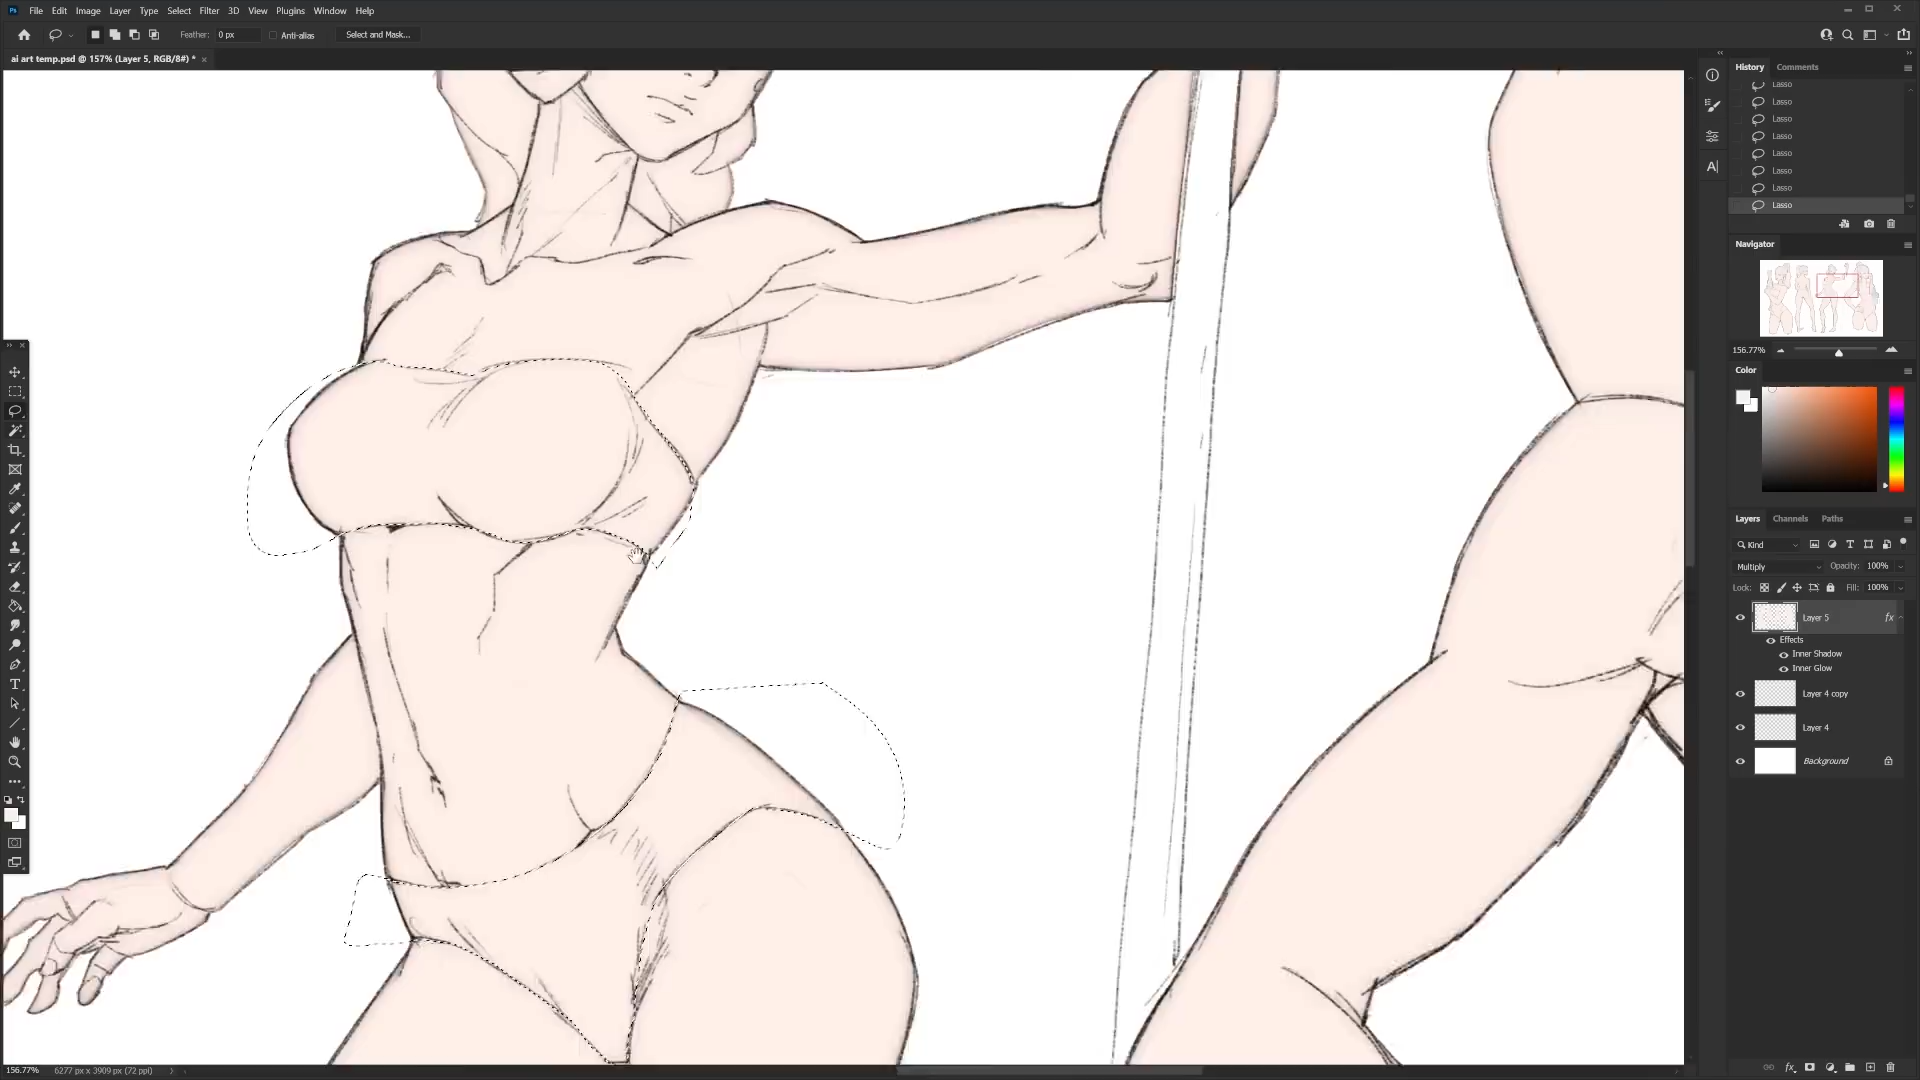 Ps File Edit Image Layer Type Select Filter 3D View Plugins Window Help
Feather: 0 px Anti-alias Select and Mask...
ai art temp.psd @ 157% (Layer 5, RGB/8#) * ×
History Comments
Lasso
Lasso
Lasso
Lasso
Lasso
Lasso
Lasso
Lasso
Navigator
156.77%
Color
Layers Channels Paths
Kind
Multiply Opacity: 100%
Lock: Fill: 100%
Layer 5 fx
Effects
Inner Shadow
Inner Glow
Layer 4 copy
Layer 4
Background
156.77% 6277 px x 3909 px (72 ppi)